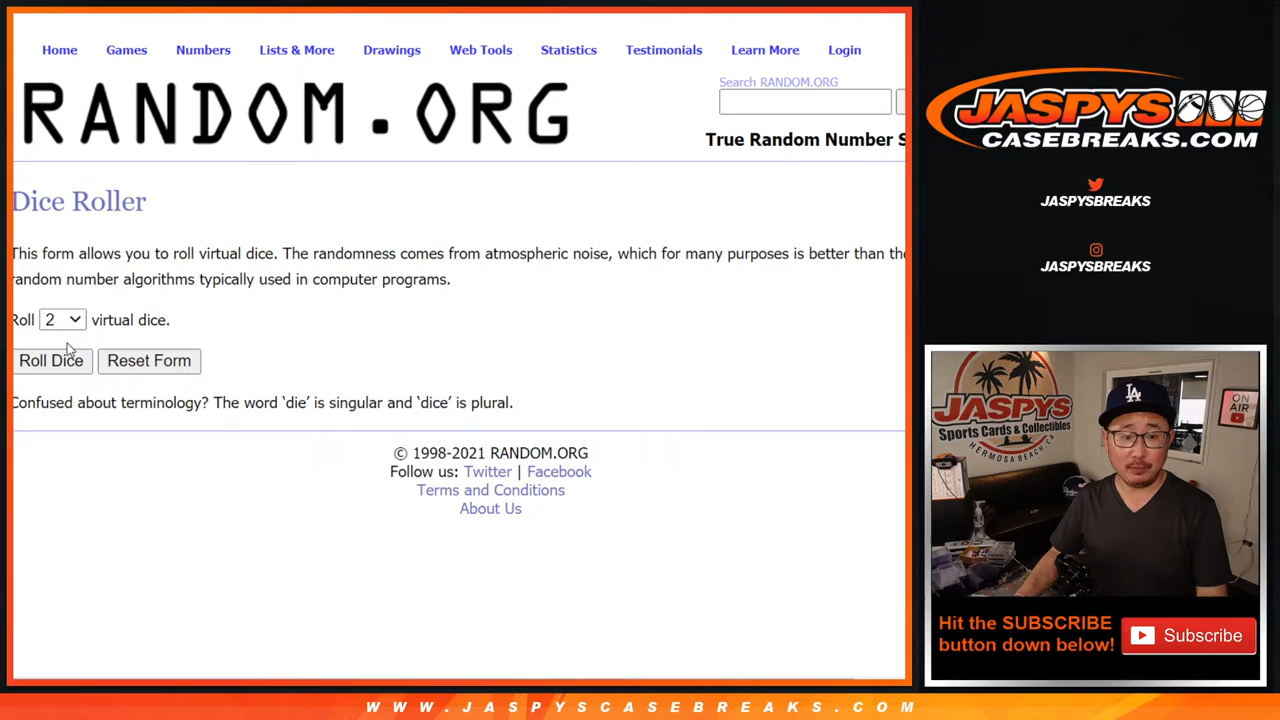 Home Games Numbers Lists & More Drawings Web Tools Statistics Testimonials Learn More Login
RANDOM.ORG
Search RANDOM.ORG
True Random Number S
Dice Roller
This form allows you to roll virtual dice. The randomness comes from atmospheric noise, which for many purposes is better than the
random number algorithms typically used in computer programs.
Roll 2 virtual dice.
Roll Dice Reset Form
Confused about terminology? The word ‘die’ is singular and ‘dice’ is plural.
© 1998-2021 RANDOM.ORG
Follow us: Twitter | Facebook
Terms and Conditions
About Us
JASPYS
CASEBREAKS.COM
JASPYSBREAKS
JASPYSBREAKS
JASPYS
Sports Cards & Collectibles
HERMOSA BEACH, CA
LA
ON
AIR
Hit the SUBSCRIBE
button down below!
Subscribe
WWW.JASPYSCASEBREAKS.COM